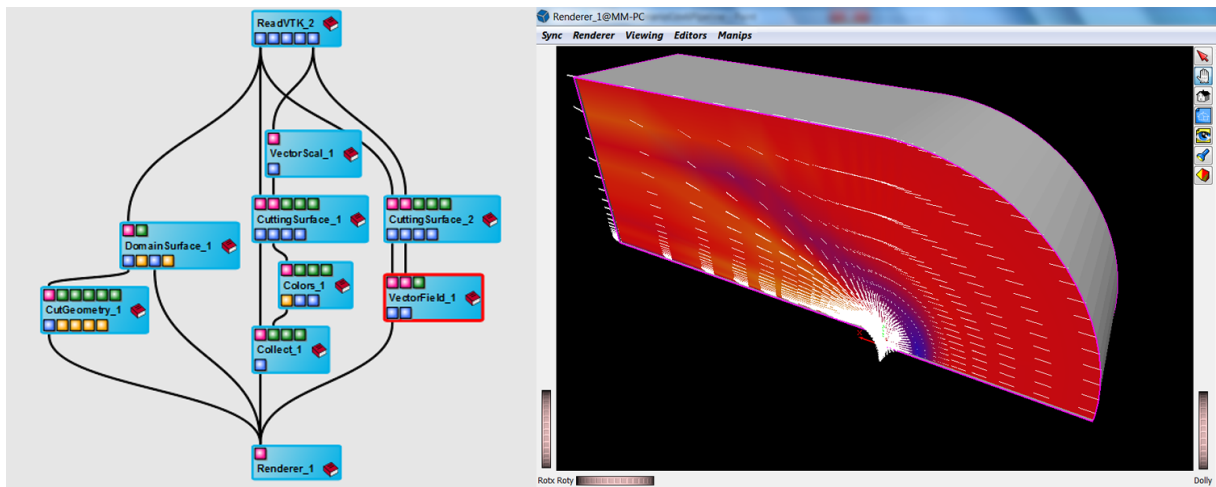 ReadVTK_2
VectorScal_1
CuttingSurface_1
CuttingSurface_2
DomainSurface_1
Colors_1
VectorField_1
CutGeometry_1
Collect_1
Renderer_1
Renderer_1@MM-PC
Sync Renderer Viewing Editors Manips
Rotx Roty
Dolly